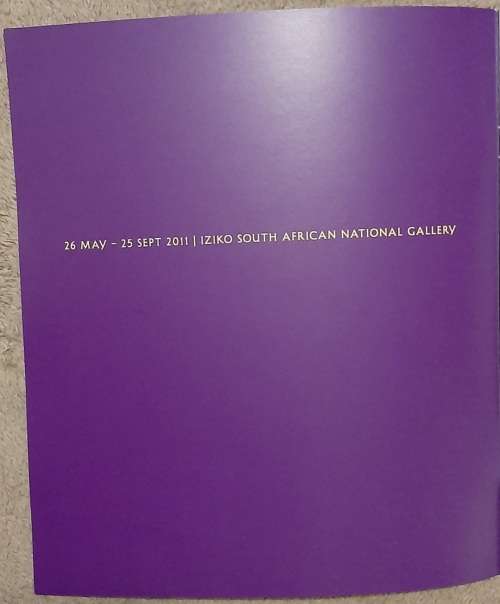 26 MAY – 25 SEPT 2011 | IZIKO SOUTH AFRICAN NATIONAL GALLERY